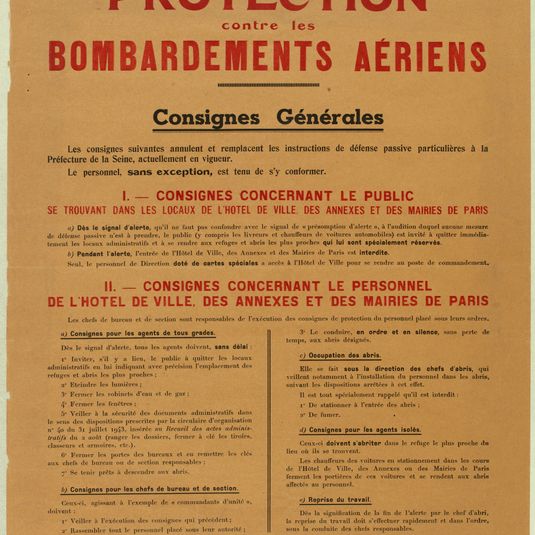 PROTECTION
contre les
BOMBARDEMENTS AÉRIENS
Consignes Générales
Les consignes suivantes annulent et remplacent les instructions de défense passive particulières à la
Préfecture de la Seine, actuellement en vigueur.
Le personnel, sans exception, est tenu de s'y conformer.
I. — CONSIGNES CONCERNANT LE PUBLIC
SE TROUVANT DANS LES LOCAUX DE L'HOTEL DE VILLE, DES ANNEXES ET DES MAIRIES DE PARIS
a) Dès le signal d'alerte, qu'il ne faut pas confondre avec le signal de « présomption d'alerte », à l'audition duquel aucune mesure
de défense passive n'est à prendre, le public (y compris les livreurs et chauffeurs de voitures automobiles) est invité à quitter immédia-
tement les locaux administratifs et à se rendre aux refuges et abris les plus proches qui lui sont spécialement réservés.
b) Pendant l'alerte, l'entrée de l'Hôtel de Ville, des Annexes et des Mairies de Paris est interdite.
Seul, le personnel de Direction doté de cartes spéciales a accès à l'Hôtel de Ville pour se rendre au poste de commandement.
II. — CONSIGNES CONCERNANT LE PERSONNEL
DE L'HOTEL DE VILLE, DES ANNEXES ET DES MAIRIES DE PARIS
Les chefs de bureau et de section sont responsables de l'exécution des consignes de protection du personnel placé sous leurs ordres.
a) Consignes pour les agents de tous grades.
Dès le signal d'alerte, tous les agents doivent, sans délai :
1° Inviter, s'il y a lieu, le public à quitter les locaux
administratifs en lui indiquant avec précision l'emplacement des
refuges et abris les plus proches ;
2° Eteindre les lumières ;
3° Fermer les robinets d'eau et de gaz ;
4° Fermer les fenêtres ;
5° Veiller à la sécurité des documents administratifs dans
le sens des dispositions prescrites par la circulaire d'organisation
n° 40 du 31 juillet 1943, insérée au Recueil des actes adminis-
tratifs du 2 août (ranger les dossiers, fermer à clé les tiroirs,
classeurs et armoires, etc.).
6° Fermer les portes des bureaux et en remettre les clés
aux chefs de bureau ou de section responsables ;
7° Se tenir prêts à descendre aux abris.
b) Consignes pour les chefs de bureau et de section.
Ceux-ci, agissant à l'exemple de « commandants d'unité »,
doivent :
1° Veiller à l'exécution des consignes qui précèdent ;
2° Rassembler tout le personnel placé sous leur autorité ;
3° Le conduire, en ordre et en silence, sans perte de
temps, aux abris désignés.
c) Occupation des abris.
Elle se fait sous la direction des chefs d'abris, qui
veillent notamment à l'installation du personnel dans les abris,
suivant les dispositions arrêtées à cet effet.
Il est tout spécialement rappelé qu'il est interdit :
1° De stationner à l'entrée des abris ;
2° De fumer.
d) Consignes pour les agents isolés.
Ceux-ci doivent s'abriter dans le refuge le plus proche du
lieu où ils se trouvent.
Les chauffeurs des voitures en stationnement dans les cours
de l'Hôtel de Ville, des Annexes ou des Mairies de Paris
ferment les portières de ces voitures et se rendent aux abris
affectés au personnel.
e) Reprise du travail.
Dès la signification de la fin de l'alerte par le chef d'abri,
la reprise du travail doit s'effectuer rapidement et dans l'ordre,
sous la conduite des chefs responsables.